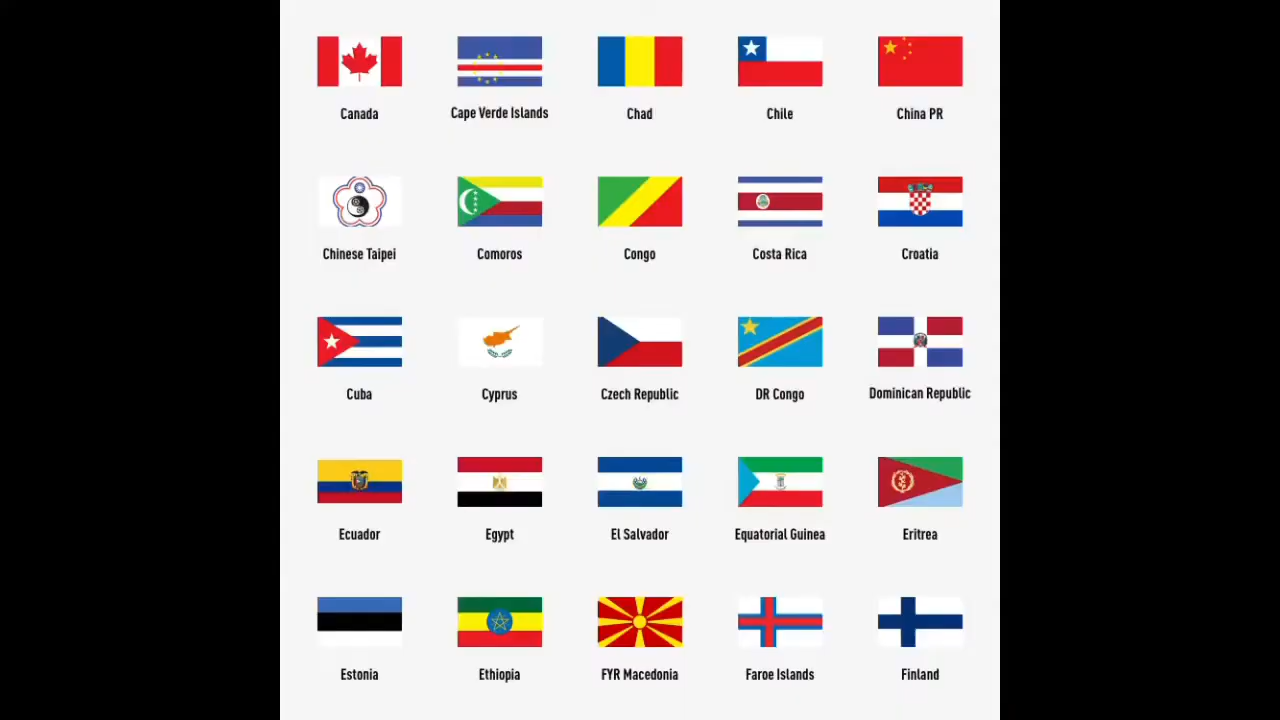 Canada
Cape Verde Islands
Chad
Chile
China PR
Chinese Taipei
Comoros
Congo
Costa Rica
Croatia
Cuba
Cyprus
Czech Republic
DR Congo
Dominican Republic
Ecuador
Egypt
El Salvador
Equatorial Guinea
Eritrea
Estonia
Ethiopia
FYR Macedonia
Faroe Islands
Finland